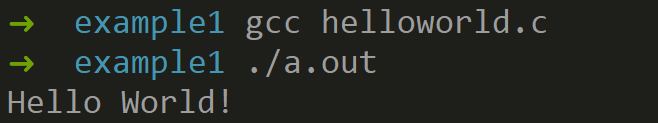 ➜  example1 gcc helloworld.c
➜  example1 ./a.out
Hello World!